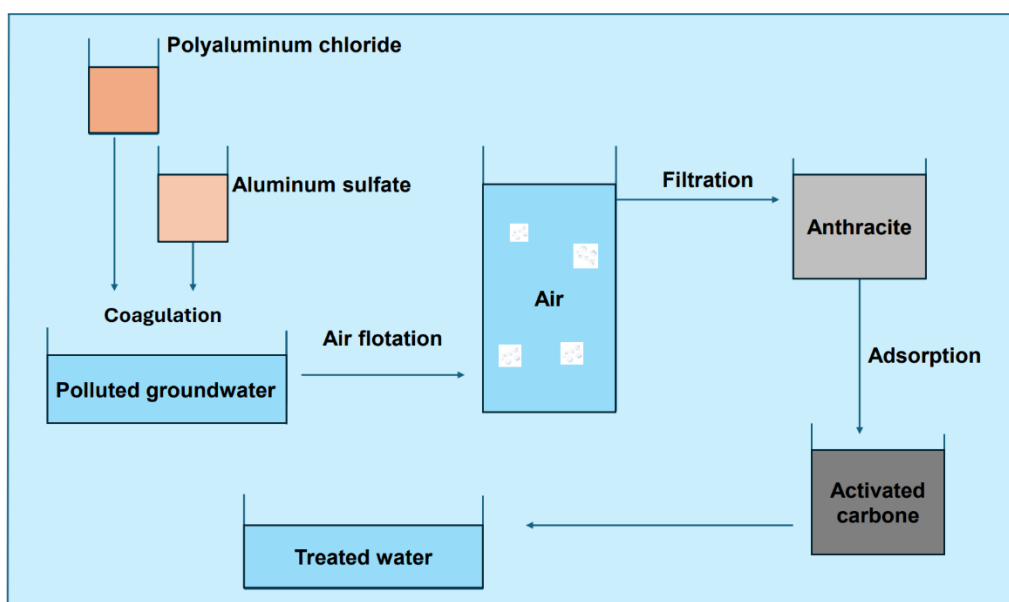 Polyaluminum chloride
Aluminum sulfate
Coagulation
Polluted groundwater
Air flotation
Air
Filtration
Anthracite
Adsorption
Activated
carbone
Treated water